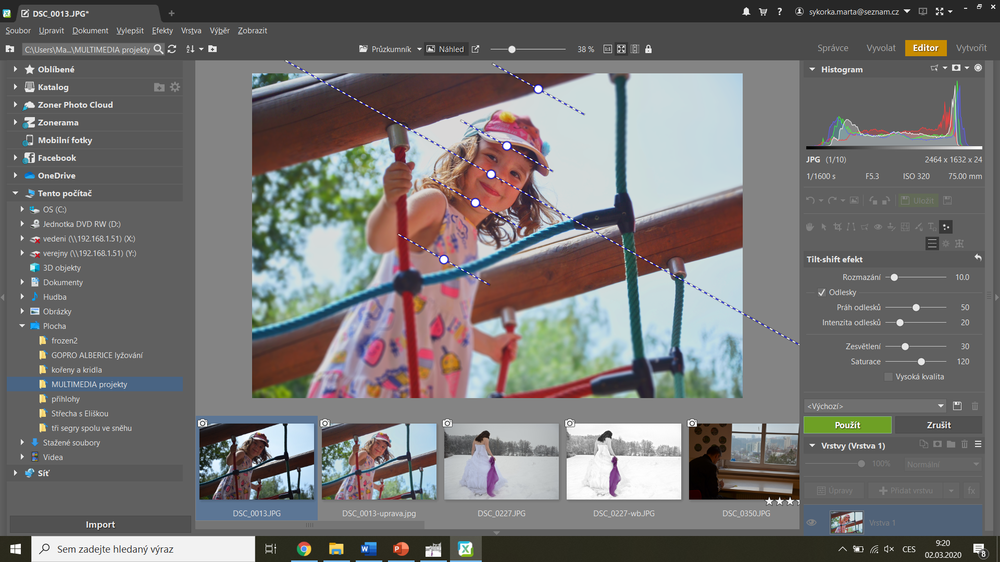 DSC_0013.JPG*
sykorka.marta@seznam.cz
Soubor Upravit Dokument Vylepšit Efekty Vrstva Výběr Zobrazit
C:\Users\Ma...\MULTIMEDIA projekty
Průzkumník Náhled 38 %
Správce Vyvolat Editor Vytvořit
Oblíbené
Katalog
Zoner Photo Cloud
Zonerama
Mobilní fotky
Facebook
OneDrive
Tento počítač
OS (C:)
Jednotka DVD RW (D:)
vedeni (\\192.168.1.51) (X:)
verejny (\\192.168.1.51) (Y:)
3D objekty
Dokumenty
Hudba
Obrázky
Plocha
frozen2
GOPRO ALBERICE lyžování
kořeny a kridla
MULTIMEDIA projekty
přihlohy
Střecha s Eliškou
tři segry spolu ve sněhu
Stažené soubory
Videa
Síť
Import
DSC_0013.JPG
DSC_0013-uprava.jpg
DSC_0227.JPG
DSC_0227-wb.JPG
DSC_0350.JPG
Histogram
JPG (1/10) 2464 x 1632 x 24
1/1600 s F5.3 ISO 320 75.00 mm
Uložit
Tilt-shift efekt
Rozmazání 10.0
Odlesky
Práh odlesků 50
Intenzita odlesků 20
Zesvětlení 30
Saturace 120
Vysoká kvalita
<Výchozí>
Použít Zrušit
Vrstvy (Vrstva 1)
100% Normální
Úpravy Přidat vrstvu fx
Vrstva 1
Sem zadejte hledaný výraz
CES
9:20
02.03.2020
8